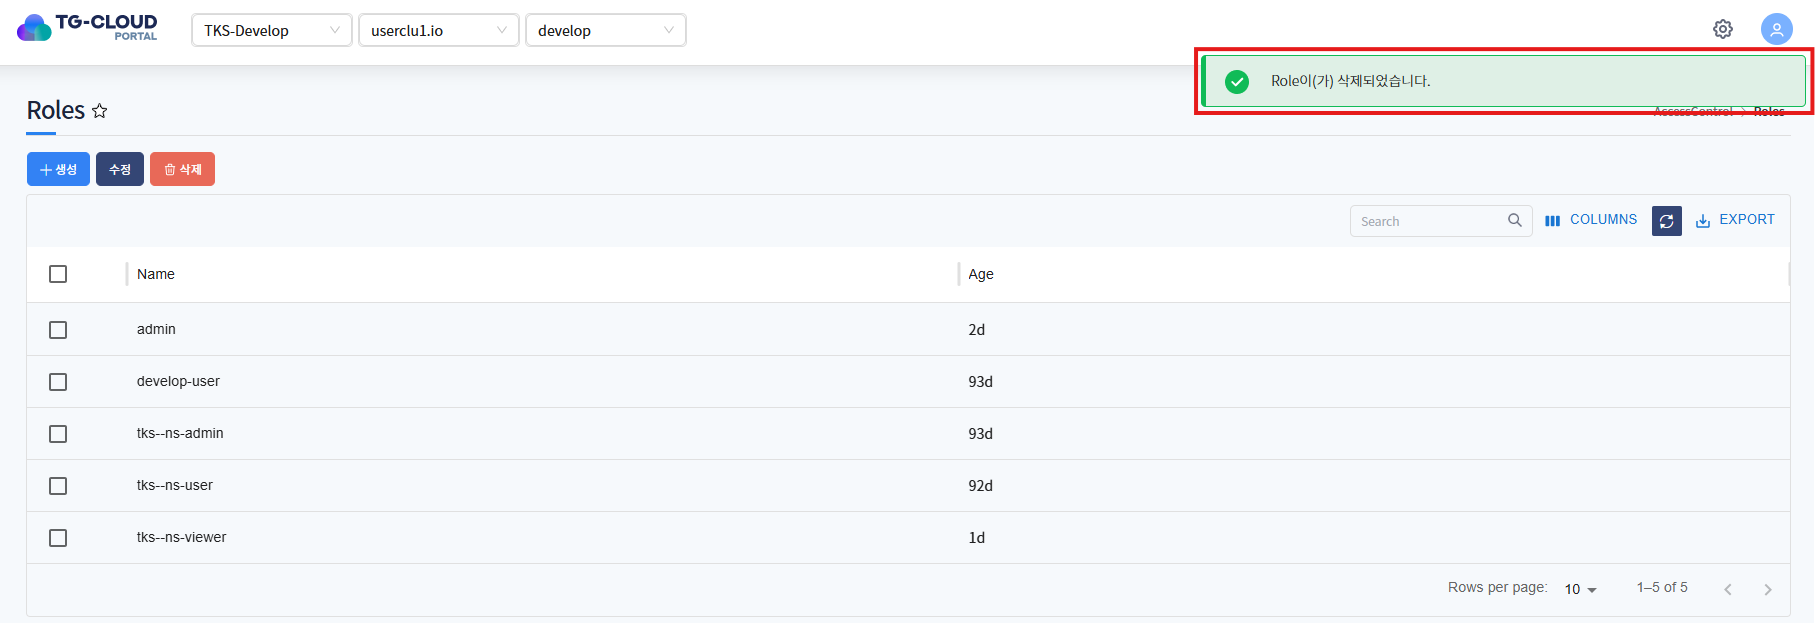 TG-CLOUD
PORTAL
TKS-Develop
userclu1.io
develop
Role이(가) 삭제되었습니다.
Roles
AccessControl > Roles
생성
수정
삭제
Search
COLUMNS
EXPORT
Name
Age
admin
2d
develop-user
93d
tks--ns-admin
93d
tks--ns-user
92d
tks--ns-viewer
1d
Rows per page:
10
1–5 of 5